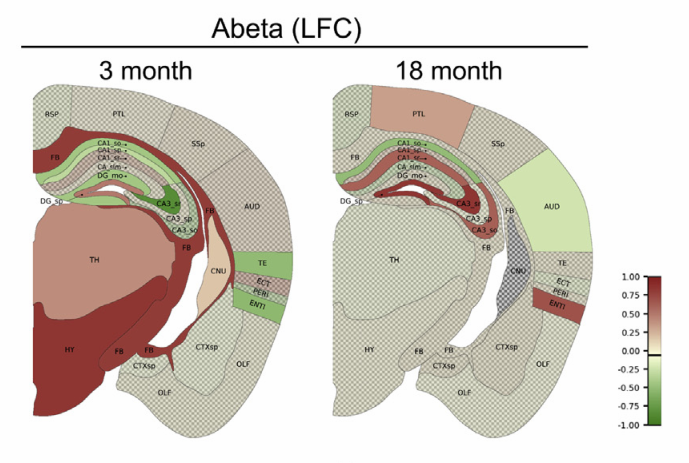 Abeta (LFC)
3 month
18 month
RSP
PTL
SSp
AUD
FB
CA1_so
CA1_sp
CA1_sr
CA_slm
DG_mo
DG_sp
CA3_sr
CA3_sp
CA3_so
FB
FB
TH
CNU
TE
ECT
PERI
ENTl
HY
FB
FB
CTXsp
CTXsp
OLF
OLF
RSP
PTL
SSp
AUD
FB
CA1_so
CA1_sp
CA1_sr
CA_slm
DG_mo
DG_sp
CA3_sr
CA3_sp
CA3_so
FB
FB
TH
CNU
TE
ECT
PERI
ENTl
HY
FB
FB
CTXsp
CTXsp
OLF
OLF
1.00
0.75
0.50
0.25
0.00
-0.25
-0.50
-0.75
-1.00